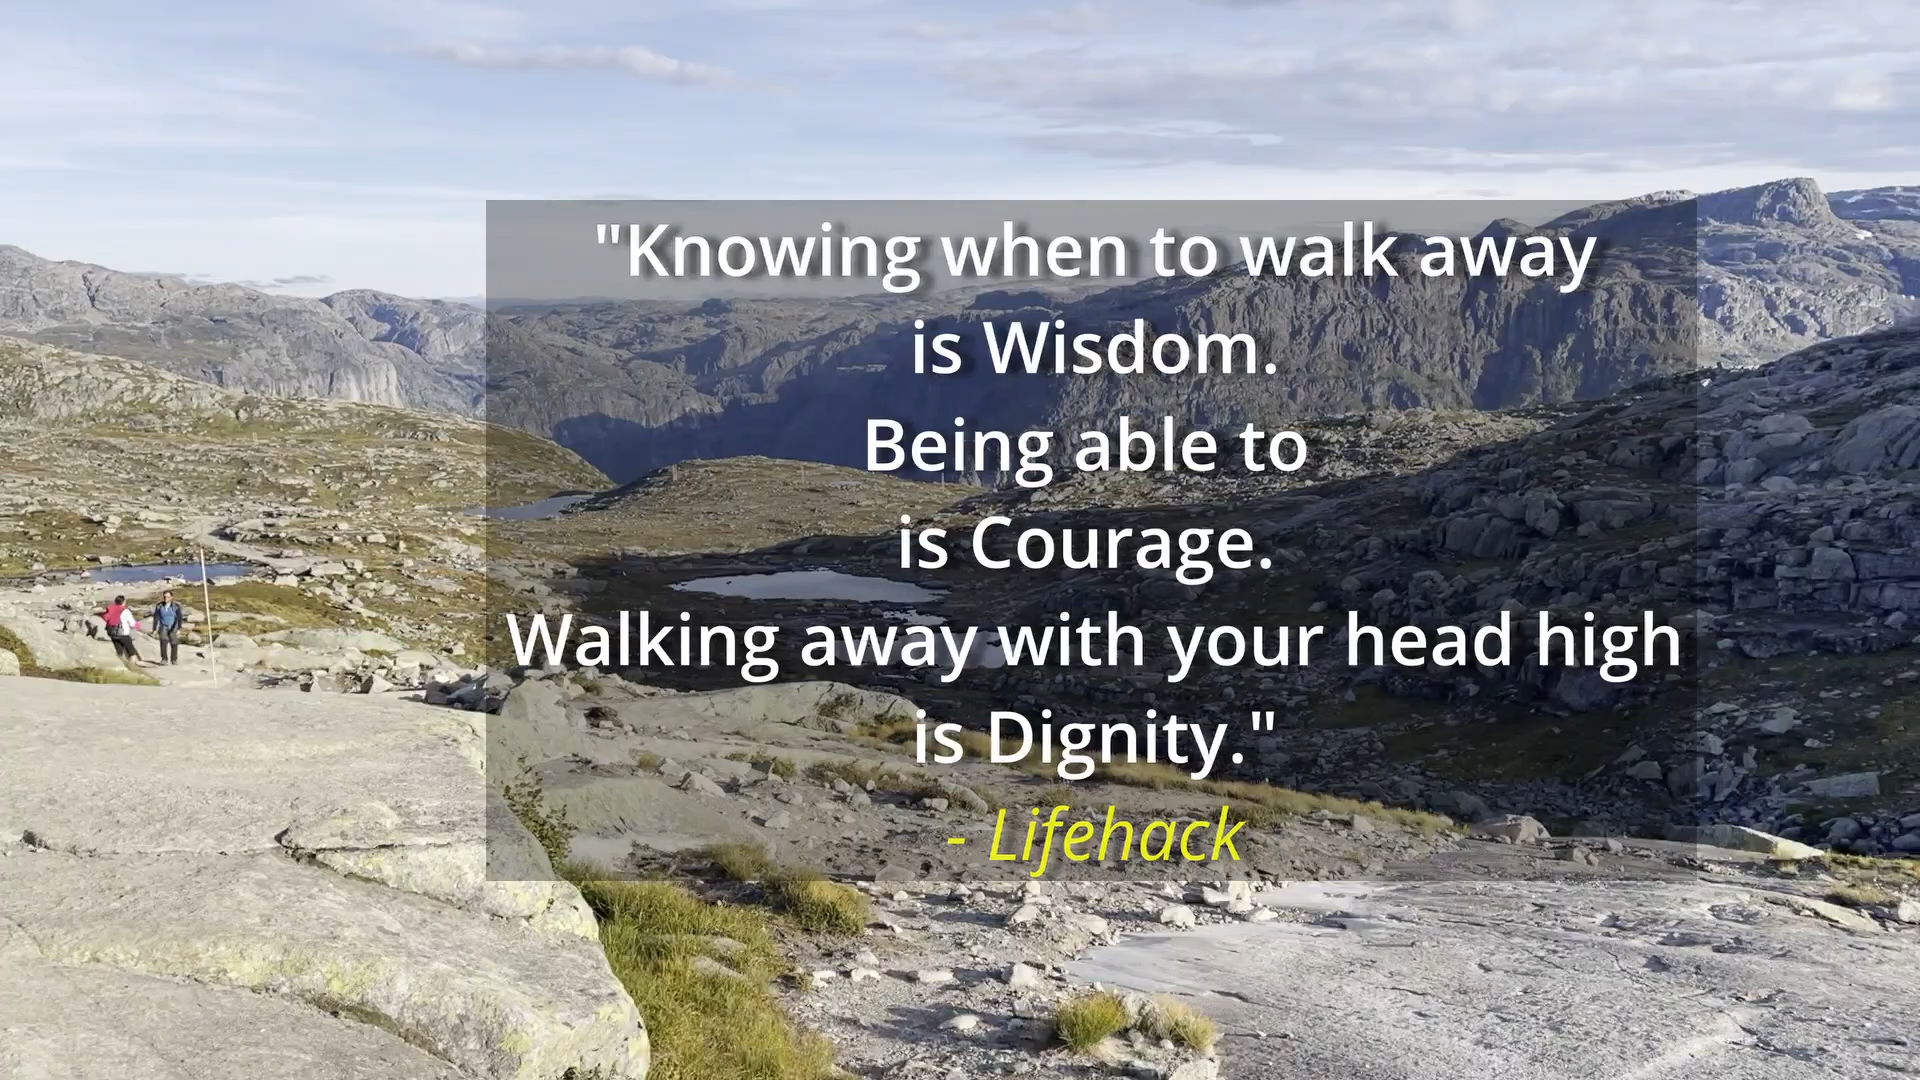 "Knowing when to walk away
is Wisdom.
Being able to
is Courage.
Walking away with your head high
is Dignity."
- Lifehack